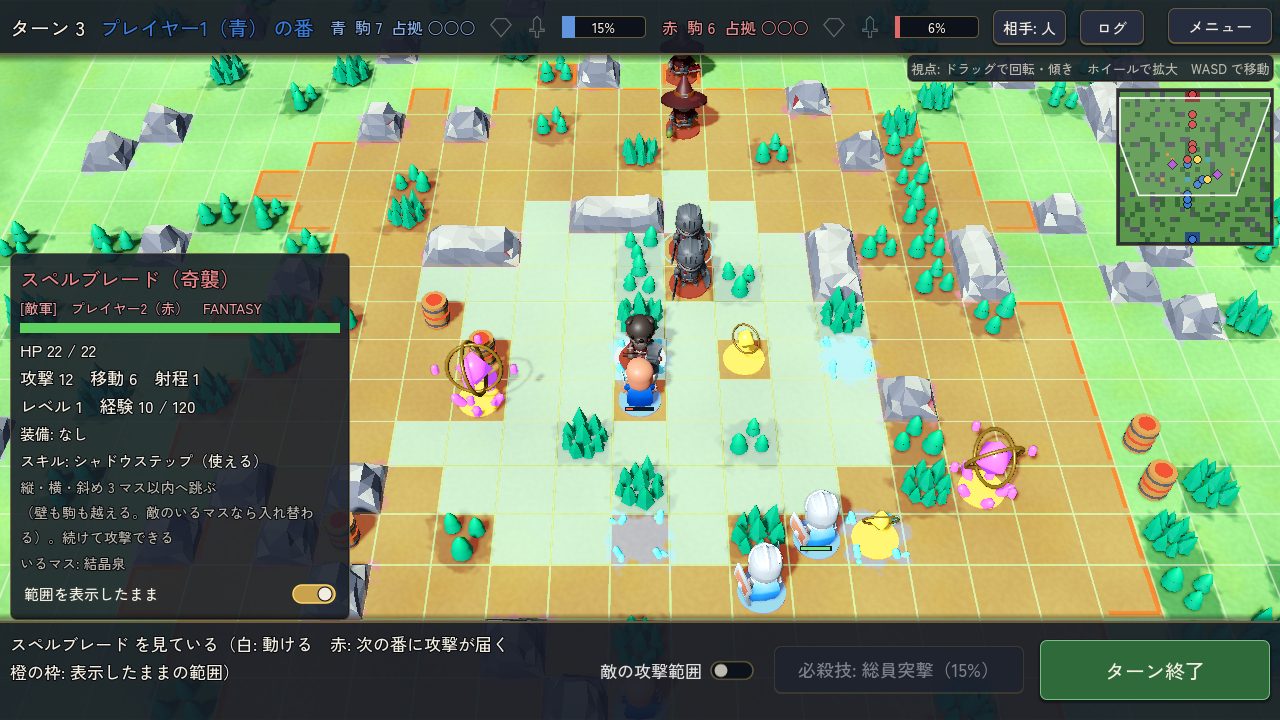 ターン 3 プレイヤー1（青）の番 青 駒 7 占拠 〇〇〇 15% 赤 駒 6 占拠 〇〇〇 6% 相手: 人 ログ メニュー
視点: ドラッグで回転・傾き ホイールで拡大 WASD で移動
スペルブレード（奇襲）
[敵軍] プレイヤー2（赤） FANTASY
HP 22 / 22
攻撃 12 移動 6 射程 1
レベル 1 経験 10 / 120
装備: なし
スキル: シャドウステップ（使える）
縦・横・斜め 3 マス以内へ跳ぶ
（壁も駒も越える。敵のいるマスなら入れ替わ
る）。続けて攻撃できる
いるマス: 結晶泉
範囲を表示したまま
スペルブレード を見ている（白: 動ける 赤: 次の番に攻撃が届く
橙の枠: 表示したままの範囲）
敵の攻撃範囲
必殺技: 総員突撃（15%）
ターン終了